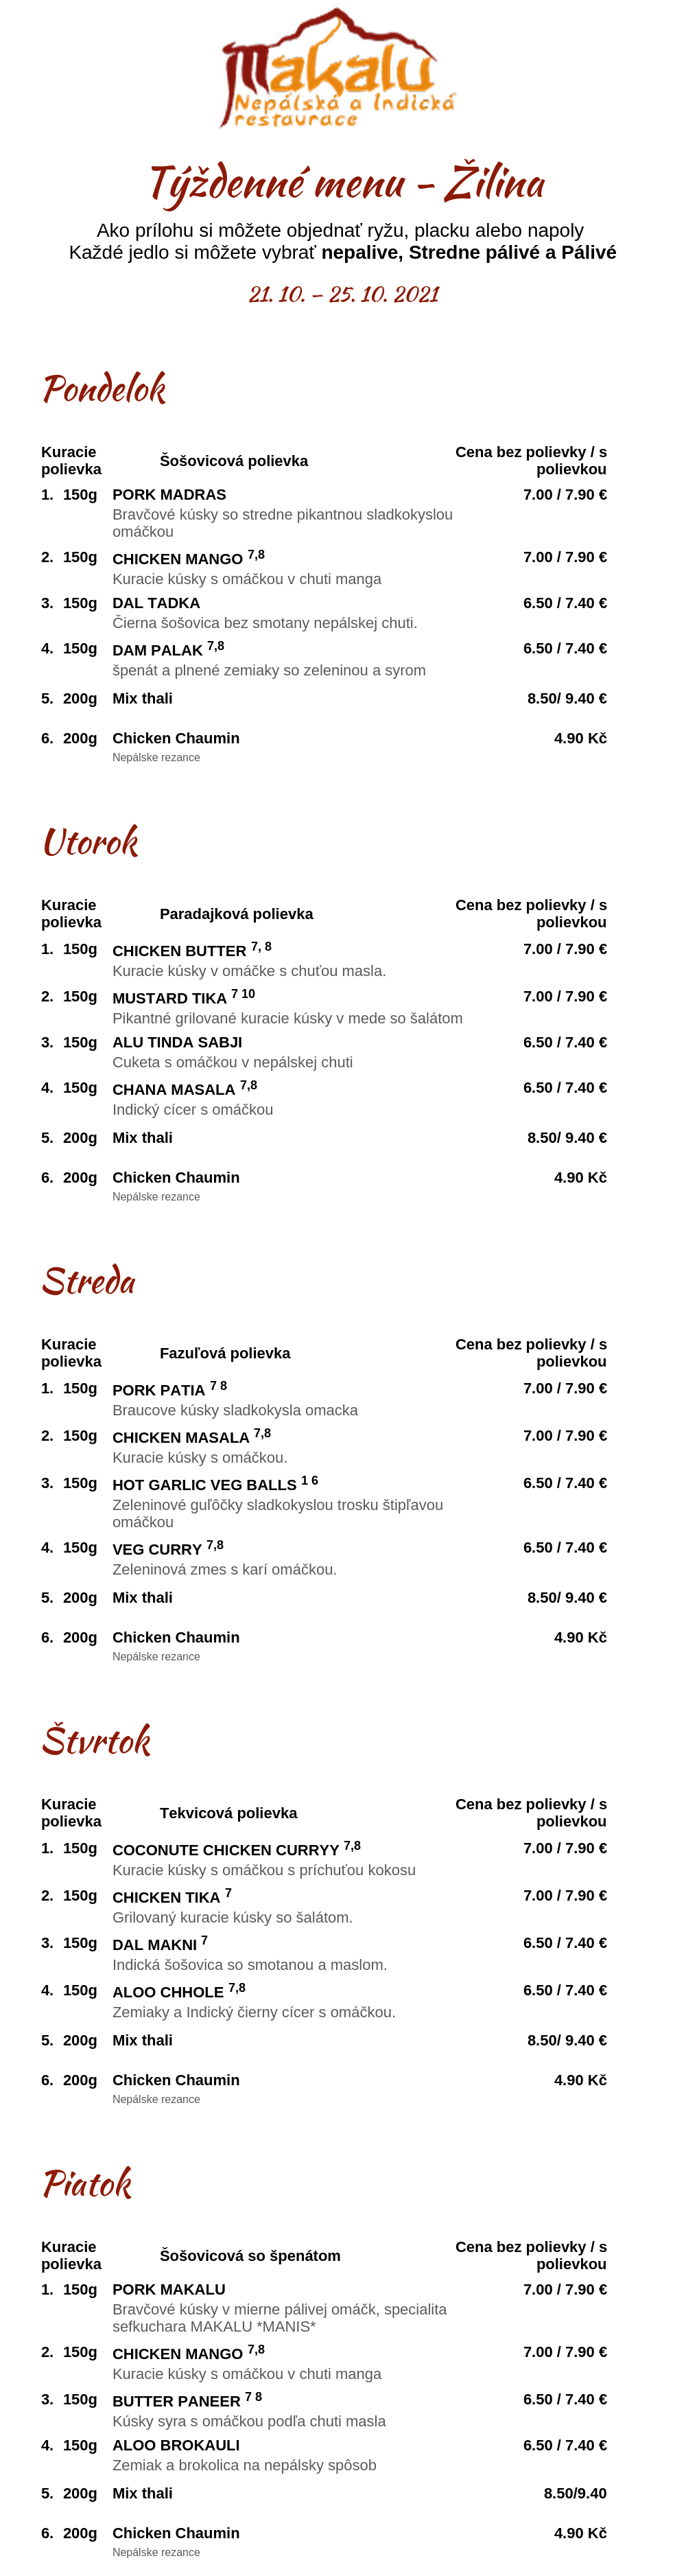 Makalu
Nepálská a Indická
restaurace
Týždenné menu - Žilina
Ako prílohu si môžete objednať ryžu, placku alebo napoly
Každé jedlo si môžete vybrať nepalive, Stredne pálivé a Pálivé
21. 10. – 25. 10. 2021
Pondelok
Kuracie polievka Šošovicová polievka Cena bez polievky / s polievkou
1. 150g PORK MADRAS 7.00 / 7.90 €
Bravčové kúsky so stredne pikantnou sladkokyslou
omáčkou
2. 150g CHICKEN MANGO 7,8 7.00 / 7.90 €
Kuracie kúsky s omáčkou v chuti manga
3. 150g DAL TADKA 6.50 / 7.40 €
Čierna šošovica bez smotany nepálskej chuti.
4. 150g DAM PALAK 7,8 6.50 / 7.40 €
špenát a plnené zemiaky so zeleninou a syrom
5. 200g Mix thali 8.50/ 9.40 €
6. 200g Chicken Chaumin 4.90 Kč
Nepálske rezance
Utorok
Kuracie polievka Paradajková polievka Cena bez polievky / s polievkou
1. 150g CHICKEN BUTTER 7, 8 7.00 / 7.90 €
Kuracie kúsky v omáčke s chuťou masla.
2. 150g MUSTARD TIKA 7 10 7.00 / 7.90 €
Pikantné grilované kuracie kúsky v mede so šalátom
3. 150g ALU TINDA SABJI 6.50 / 7.40 €
Cuketa s omáčkou v nepálskej chuti
4. 150g CHANA MASALA 7,8 6.50 / 7.40 €
Indický cícer s omáčkou
5. 200g Mix thali 8.50/ 9.40 €
6. 200g Chicken Chaumin 4.90 Kč
Nepálske rezance
Streda
Kuracie polievka Fazuľová polievka Cena bez polievky / s polievkou
1. 150g PORK PATIA 7 8 7.00 / 7.90 €
Braucove kúsky sladkokysla omacka
2. 150g CHICKEN MASALA 7,8 7.00 / 7.90 €
Kuracie kúsky s omáčkou.
3. 150g HOT GARLIC VEG BALLS 1 6 6.50 / 7.40 €
Zeleninové guľôčky sladkokyslou trosku štipľavou
omáčkou
4. 150g VEG CURRY 7,8 6.50 / 7.40 €
Zeleninová zmes s karí omáčkou.
5. 200g Mix thali 8.50/ 9.40 €
6. 200g Chicken Chaumin 4.90 Kč
Nepálske rezance
Štvrtok
Kuracie polievka Tekvicová polievka Cena bez polievky / s polievkou
1. 150g COCONUTE CHICKEN CURRYY 7,8 7.00 / 7.90 €
Kuracie kúsky s omáčkou s príchuťou kokosu
2. 150g CHICKEN TIKA 7 7.00 / 7.90 €
Grilovaný kuracie kúsky so šalátom.
3. 150g DAL MAKNI 7 6.50 / 7.40 €
Indická šošovica so smotanou a maslom.
4. 150g ALOO CHHOLE 7,8 6.50 / 7.40 €
Zemiaky a Indický čierny cícer s omáčkou.
5. 200g Mix thali 8.50/ 9.40 €
6. 200g Chicken Chaumin 4.90 Kč
Nepálske rezance
Piatok
Kuracie polievka Šošovicová so špenátom Cena bez polievky / s polievkou
1. 150g PORK MAKALU 7.00 / 7.90 €
Bravčové kúsky v mierne pálivej omáčk, specialita
sefkuchara MAKALU *MANIS*
2. 150g CHICKEN MANGO 7,8 7.00 / 7.90 €
Kuracie kúsky s omáčkou v chuti manga
3. 150g BUTTER PANEER 7 8 6.50 / 7.40 €
Kúsky syra s omáčkou podľa chuti masla
4. 150g ALOO BROKAULI 6.50 / 7.40 €
Zemiak a brokolica na nepálsky spôsob
5. 200g Mix thali 8.50/9.40
6. 200g Chicken Chaumin 4.90 Kč
Nepálske rezance